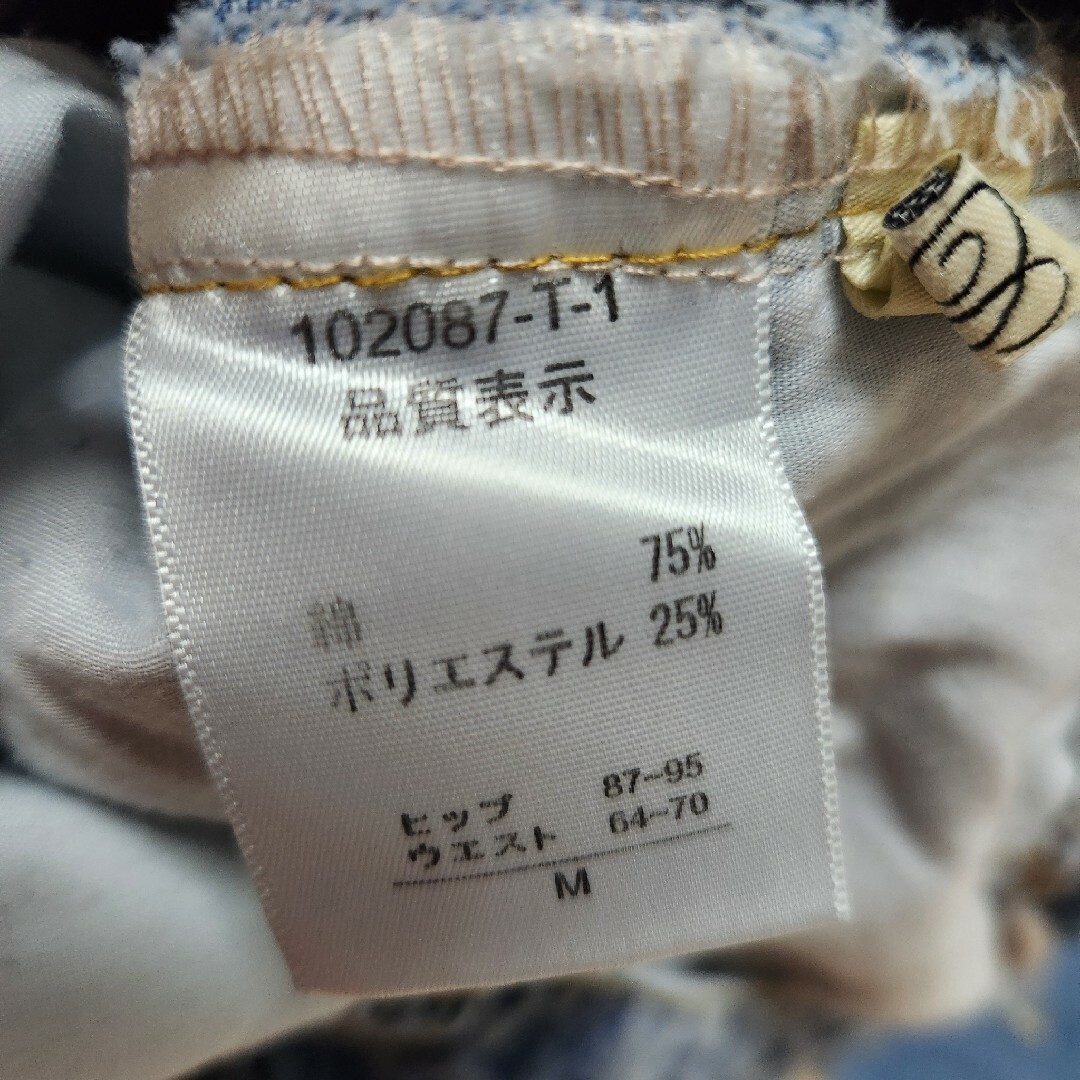 102087-T-1
品質表示
綿 75%
ポリエステル 25%
ヒップ 87~95
ウエスト 64~70
M